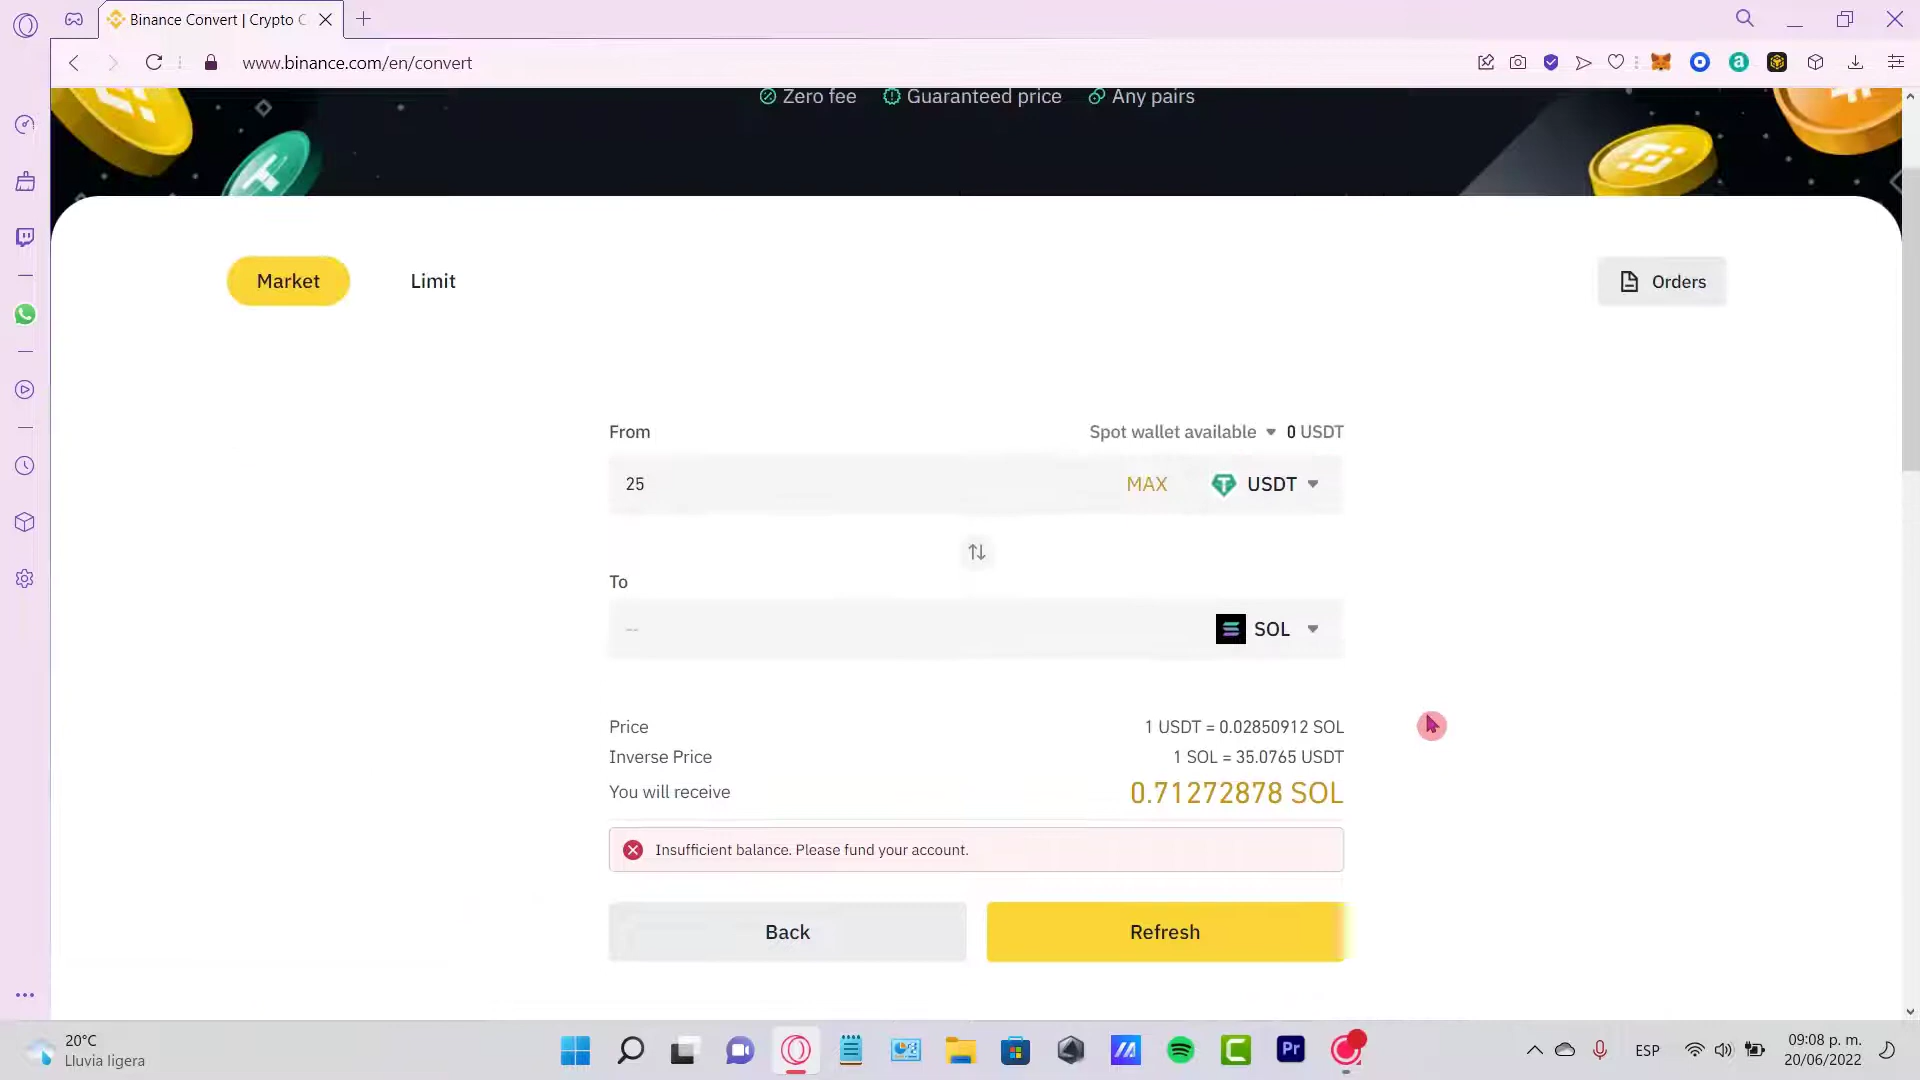 Binance Convert | Crypto C
www.binance.com/en/convert
Zero fee Guaranteed price Any pairs
Market Limit Orders
From Spot wallet available 0 USDT
25 MAX USDT
To
-- SOL
Price 1 USDT = 0.02850912 SOL
Inverse Price 1 SOL = 35.0765 USDT
You will receive 0.71272878 SOL
Insufficient balance. Please fund your account.
Back Refresh
20°C
Lluvia ligera
Pr
ESP
09:08 p. m.
20/06/2022